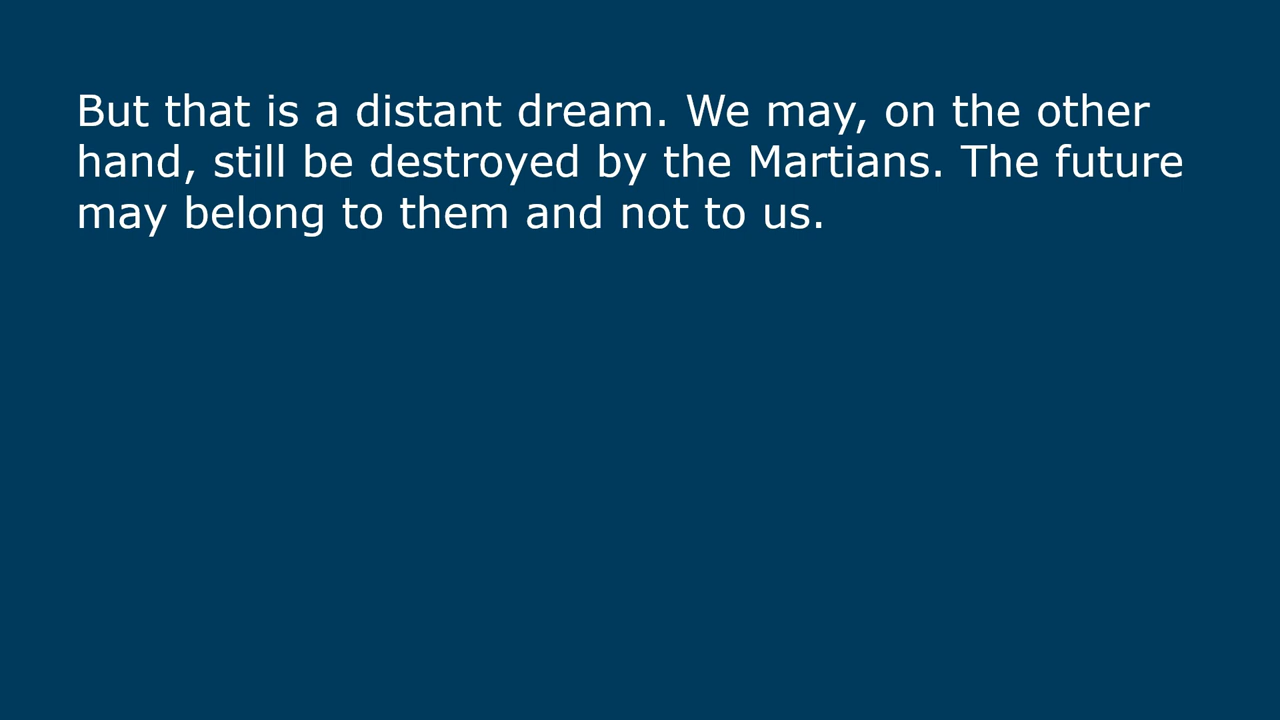 But that is a distant dream. We may, on the other
hand, still be destroyed by the Martians. The future
may belong to them and not to us.